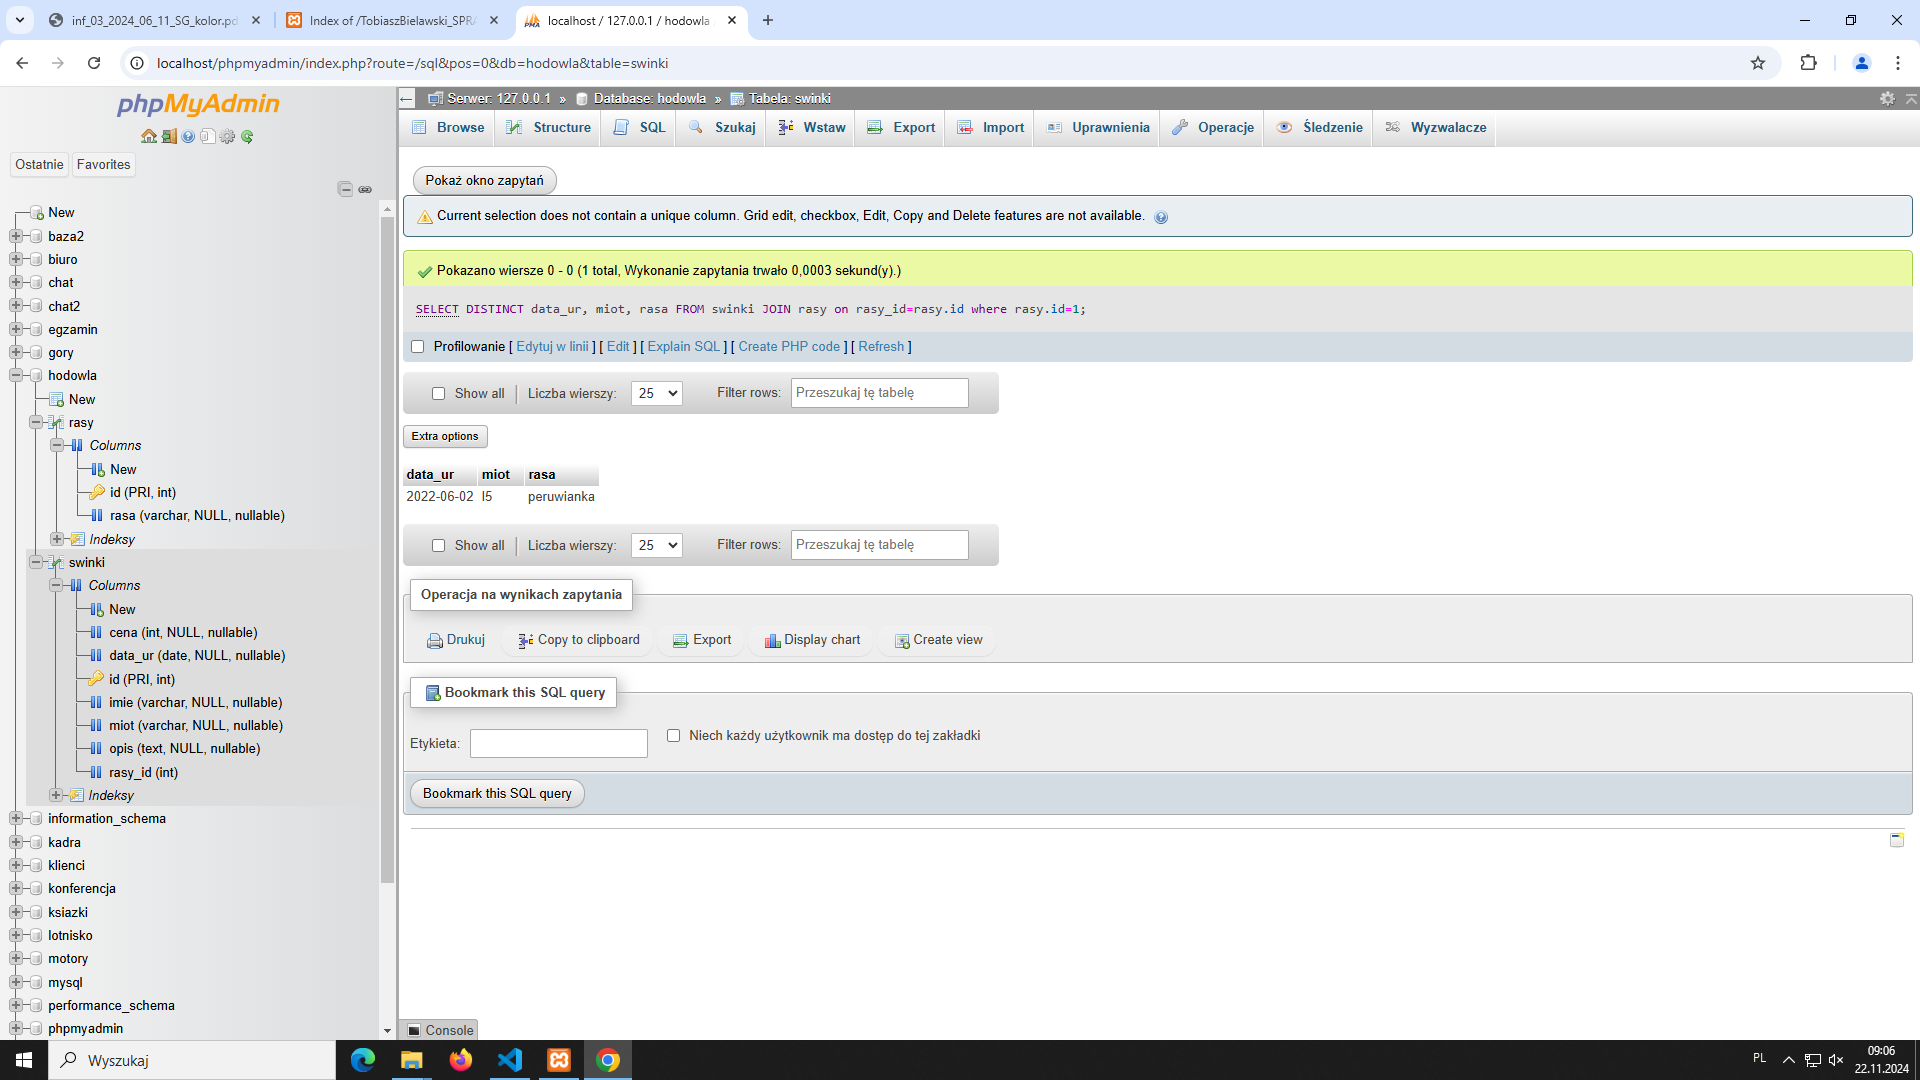 inf_03_2024_06_11_SG_kolor.pd
Index of /TobiaszBielawski_SPRA
localhost / 127.0.0.1 / hodowla
localhost/phpmyadmin/index.php?route=/sql&pos=0&db=hodowla&table=swinki
phpMyAdmin
Ostatnie
Favorites
New
baza2
biuro
chat
chat2
egzamin
gory
hodowla
New
rasy
Columns
New
id (PRI, int)
rasa (varchar, NULL, nullable)
Indeksy
swinki
Columns
New
cena (int, NULL, nullable)
data_ur (date, NULL, nullable)
id (PRI, int)
imie (varchar, NULL, nullable)
miot (varchar, NULL, nullable)
opis (text, NULL, nullable)
rasy_id (int)
Indeksy
information_schema
kadra
klienci
konferencja
ksiazki
lotnisko
motory
mysql
performance_schema
phpmyadmin
Serwer: 127.0.0.1 » Database: hodowla » Tabela: swinki
Browse Structure SQL Szukaj Wstaw Export Import Uprawnienia Operacje Śledzenie Wyzwalacze
Pokaż okno zapytań
Current selection does not contain a unique column. Grid edit, checkbox, Edit, Copy and Delete features are not available.
Pokazano wiersze 0 - 0 (1 total, Wykonanie zapytania trwało 0,0003 sekund(y).)
SELECT DISTINCT data_ur, miot, rasa FROM swinki JOIN rasy on rasy_id=rasy.id where rasy.id=1;
Profilowanie [ Edytuj w linii ] [ Edit ] [ Explain SQL ] [ Create PHP code ] [ Refresh ]
Show all Liczba wierszy: 25 Filter rows: Przeszukaj tę tabelę
Extra options
data_ur miot rasa
2022-06-02 l5 peruwianka
Show all Liczba wierszy: 25 Filter rows: Przeszukaj tę tabelę
Operacja na wynikach zapytania
Drukuj Copy to clipboard Export Display chart Create view
Bookmark this SQL query
Etykieta: Niech każdy użytkownik ma dostęp do tej zakładki
Bookmark this SQL query
Console
Wyszukaj
PL
09:06
22.11.2024